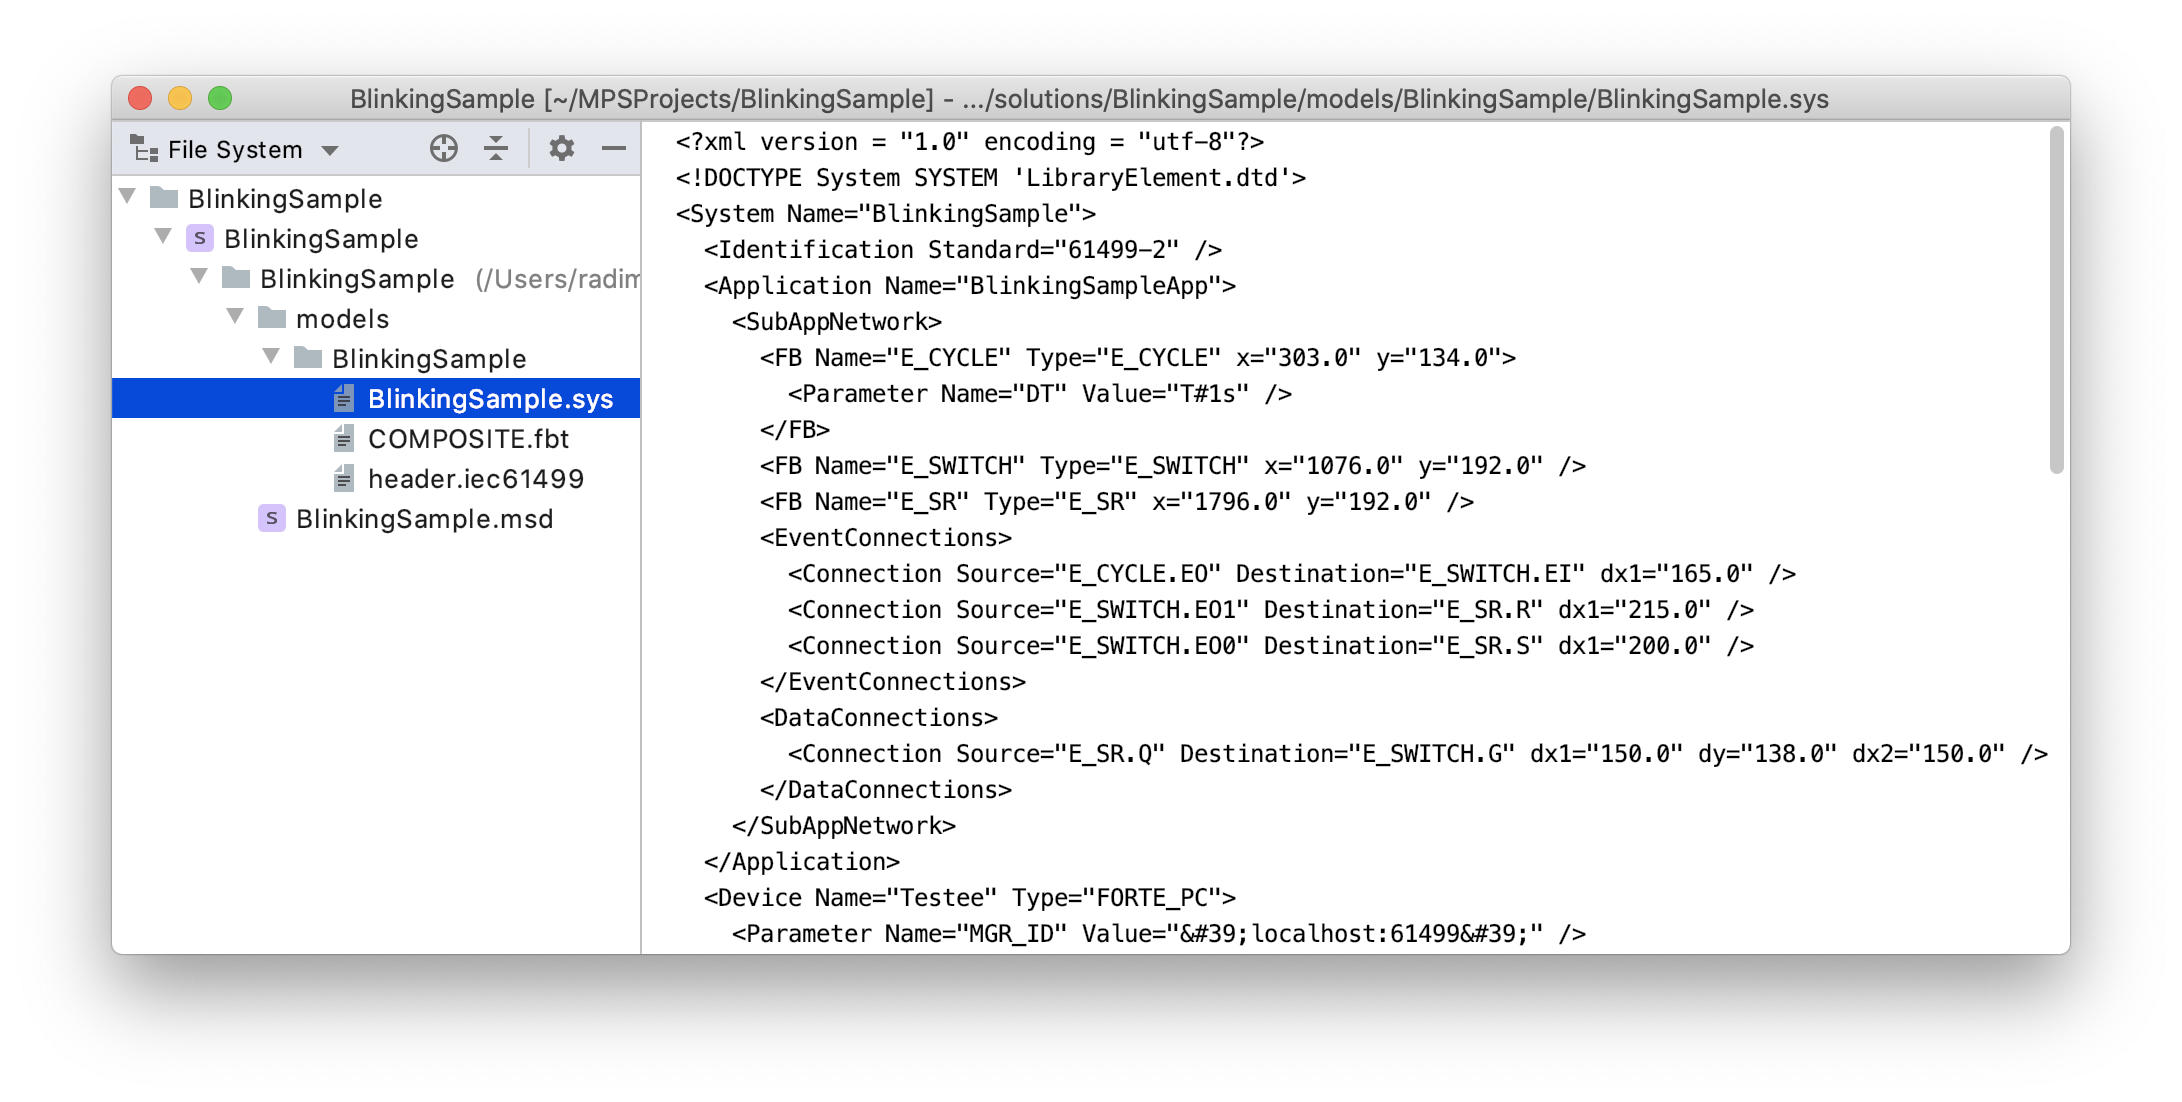 BlinkingSample [~/MPSProjects/BlinkingSample] - .../solutions/BlinkingSample/models/BlinkingSample/BlinkingSample.sys
File System
BlinkingSample
S BlinkingSample
BlinkingSample (/Users/radim
models
BlinkingSample
BlinkingSample.sys
COMPOSITE.fbt
header.iec61499
S BlinkingSample.msd
<?xml version = "1.0" encoding = "utf-8"?>
<!DOCTYPE System SYSTEM 'LibraryElement.dtd'>
<System Name="BlinkingSample">
  <Identification Standard="61499-2" />
  <Application Name="BlinkingSampleApp">
    <SubAppNetwork>
      <FB Name="E_CYCLE" Type="E_CYCLE" x="303.0" y="134.0">
        <Parameter Name="DT" Value="T#1s" />
      </FB>
      <FB Name="E_SWITCH" Type="E_SWITCH" x="1076.0" y="192.0" />
      <FB Name="E_SR" Type="E_SR" x="1796.0" y="192.0" />
      <EventConnections>
        <Connection Source="E_CYCLE.EO" Destination="E_SWITCH.EI" dx1="165.0" />
        <Connection Source="E_SWITCH.EO1" Destination="E_SR.R" dx1="215.0" />
        <Connection Source="E_SWITCH.EO0" Destination="E_SR.S" dx1="200.0" />
      </EventConnections>
      <DataConnections>
        <Connection Source="E_SR.Q" Destination="E_SWITCH.G" dx1="150.0" dy="138.0" dx2="150.0" />
      </DataConnections>
    </SubAppNetwork>
  </Application>
  <Device Name="Testee" Type="FORTE_PC">
    <Parameter Name="MGR_ID" Value="&#39;localhost:61499&#39;" />